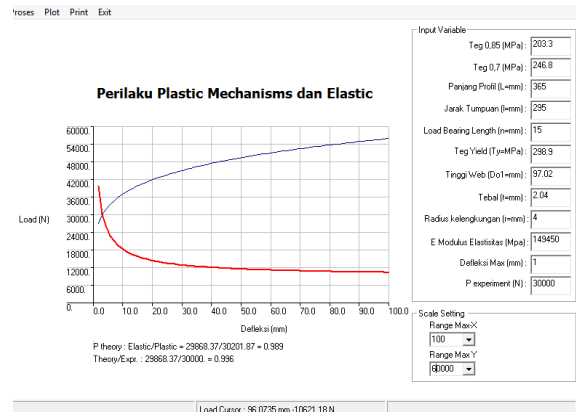 Proses Plot Print Exit
Perilaku Plastic Mechanisms dan Elastic
60000
54000
48000
42000
36000
30000
24000
18000
12000
6000.
0.
Load (N)
0.0 10.0 20.0 30.0 40.0 50.0 60.0 70.0 80.0 90.0 100.0
Defleksi (mm)
P theory : Elastic/Plastic = 29868.37/30201.87 = 0.989
Theory/Expr. : 29868.37/30000. = 0.996
Input Variable
Teg 0,85 (MPa) : 203.3
Teg 0,7 (MPa) : 246.8
Panjang Profil (L=mm) : 365
Jarak Tumpuan (l=mm) : 295
Load Bearing Length (n=mm) : 15
Teg Yield (Ty=MPa) : 298.9
Tinggi Web (Do1=mm) : 97.02
Tebal (t=mm) : 2.04
Radius kelengkungan (r=mm) : 4
E Modulus Elastisitas (Mpa) : 149450
Defleksi Max (mm) : 1
P experiment (N) : 30000
Scale Setting
Range Max-X
100
Range Max Y
60000
Load Cursor : 96.0735 mm -10621.18 N